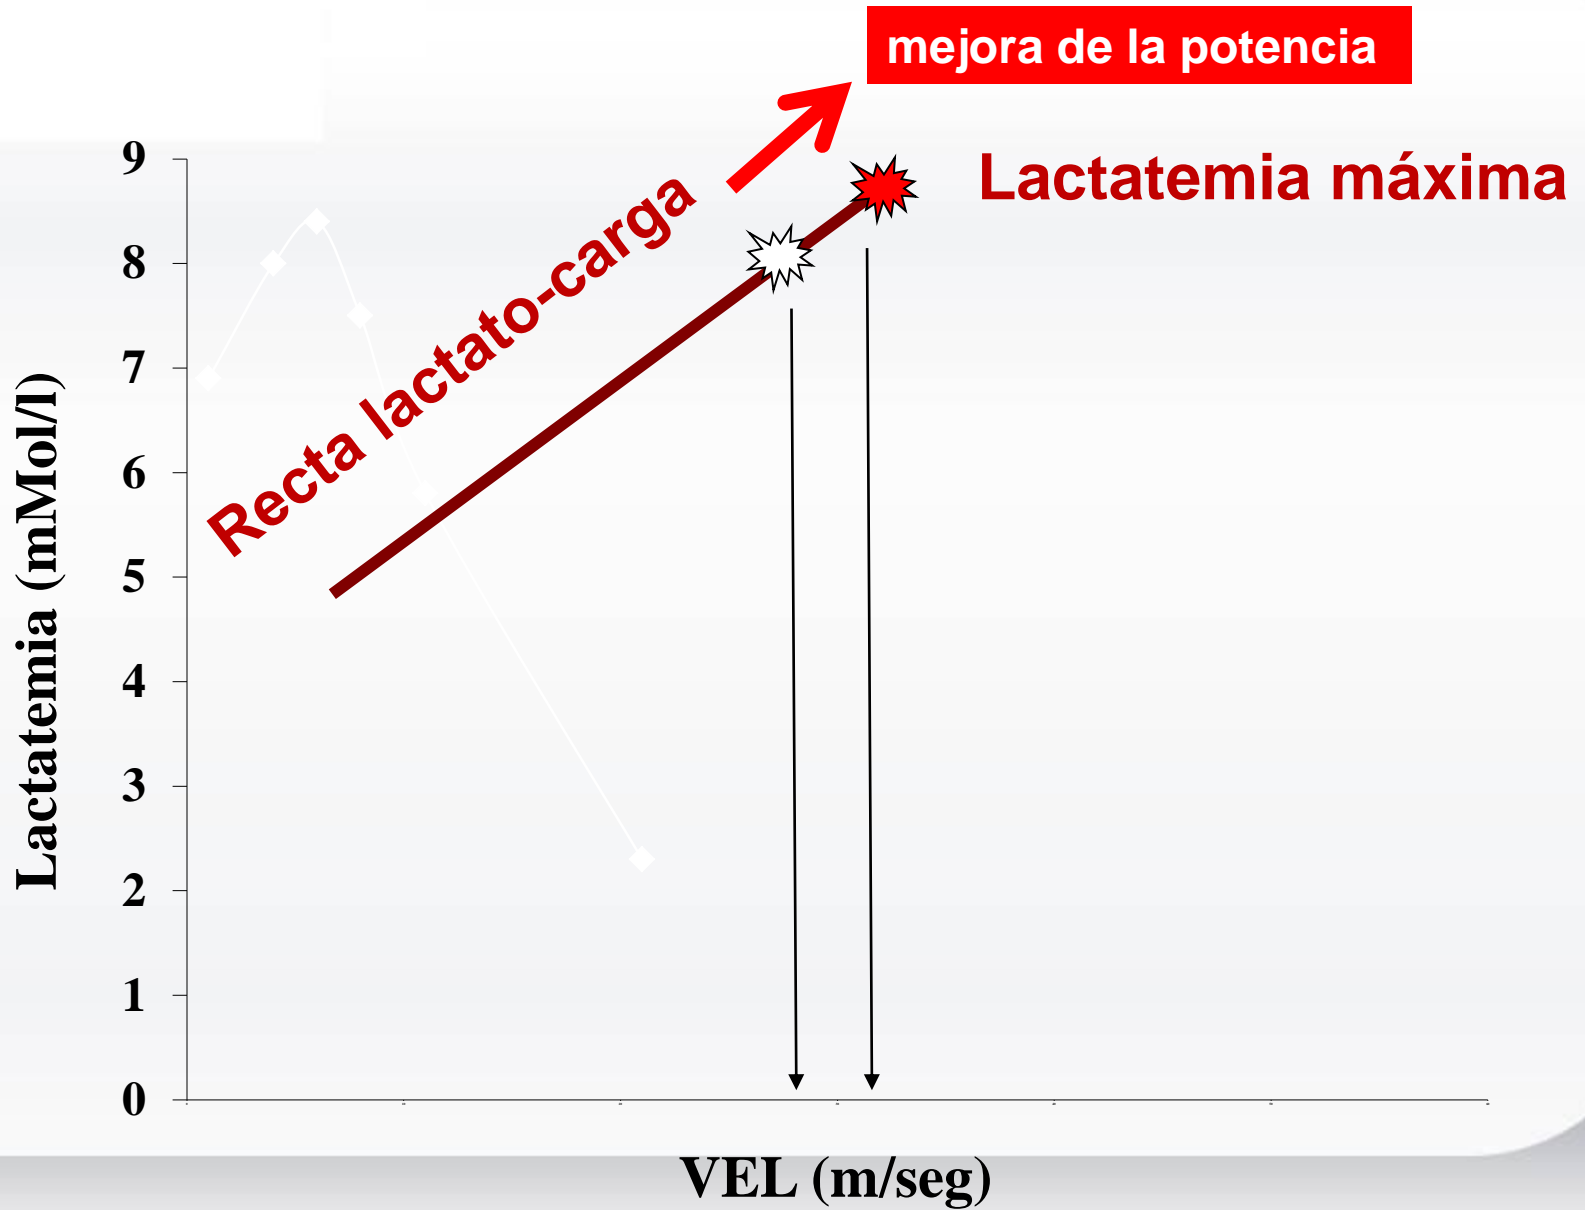 mejora de la potencia
Lactatemia máxima
Recta lactato-carga
Lactatemia (mMol/l)
9
8
7
6
5
4
3
2
1
0
VEL (m/seg)